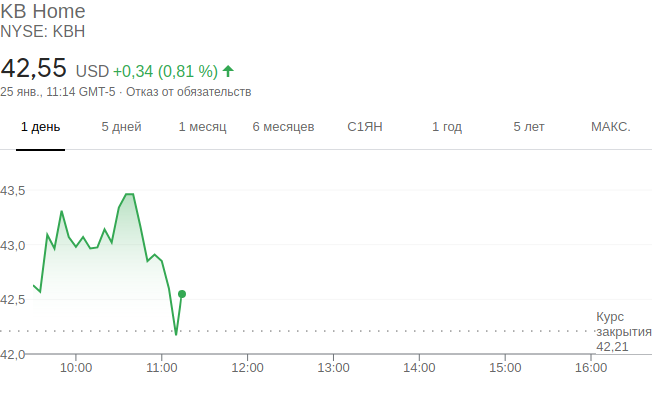 KB Home
NYSE: KBH
42,55 USD +0,34 (0,81 %)
25 янв., 11:14 GMT-5 · Отказ от обязательств
1 день 5 дней 1 месяц 6 месяцев С1ЯН 1 год 5 лет МАКС.
43,5
43,0
42,5
Курс
закрытия
42,21
42,0
10:00 11:00 12:00 13:00 14:00 15:00 16:00